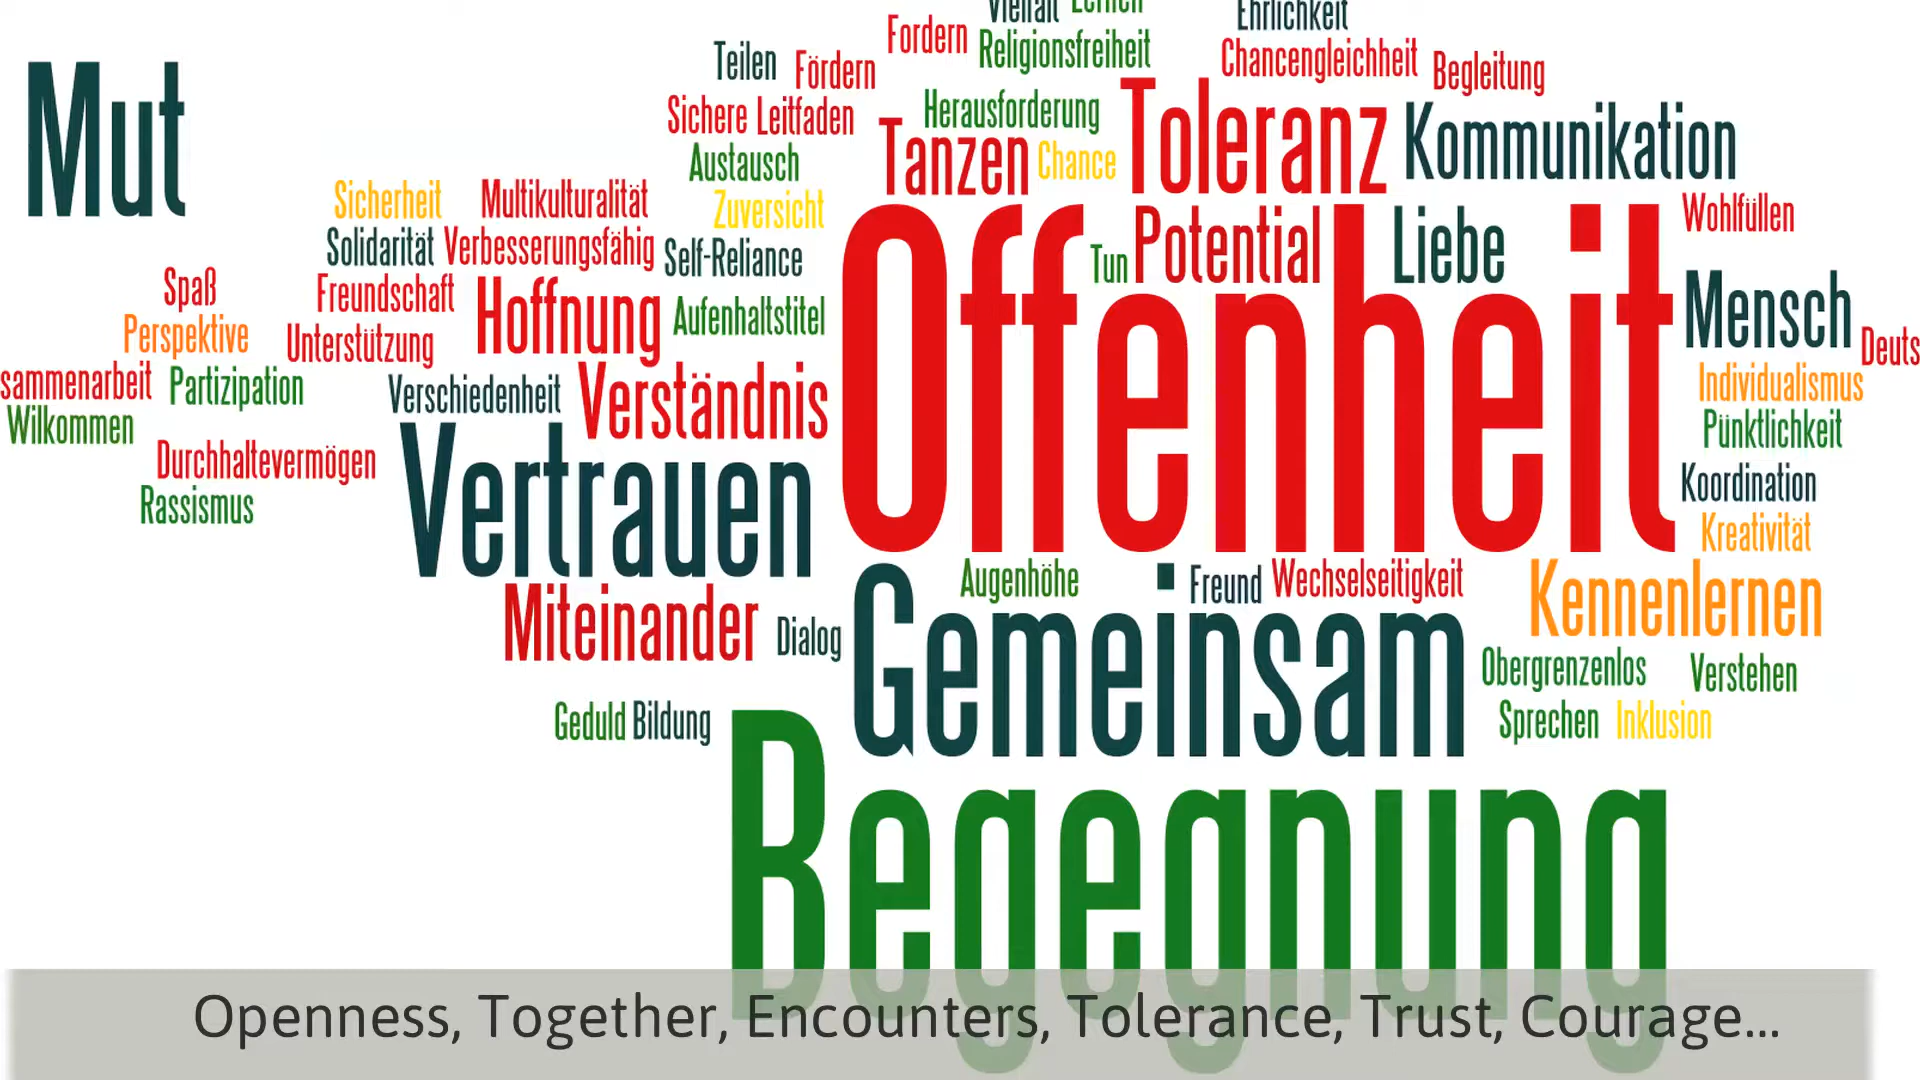 Vielfalt Lernen
Ehrlichkeit
Fordern
Religionsfreiheit
Chancengleichheit
Begleitung
Teilen
Fördern
Mut
Sichere Leitfaden
Herausforderung
Toleranz
Kommunikation
Tanzen
Chance
Austausch
Sicherheit
Multikulturalität
Zuversicht
Offenheit
Wohlfüllen
Solidarität
Verbesserungsfähig
Self-Reliance
Tun
Potential
Liebe
Spaß
Freundschaft
Hoffnung
Aufenhaltstitel
Mensch
Perspektive
Unterstützung
Deuts
sammenarbeit
Partizipation
Verschiedenheit
Verständnis
Individualismus
Wilkommen
Pünktlichkeit
Durchhaltevermögen
Vertrauen
Koordination
Rassismus
Kreativität
Augenhöhe
Freund
Wechselseitigkeit
Kennenlernen
Miteinander
Dialog
Gemeinsam
Obergrenzenlos
Verstehen
Geduld
Bildung
Sprechen
Inklusion
Begegnung
Openness, Together, Encounters, Tolerance, Trust, Courage...